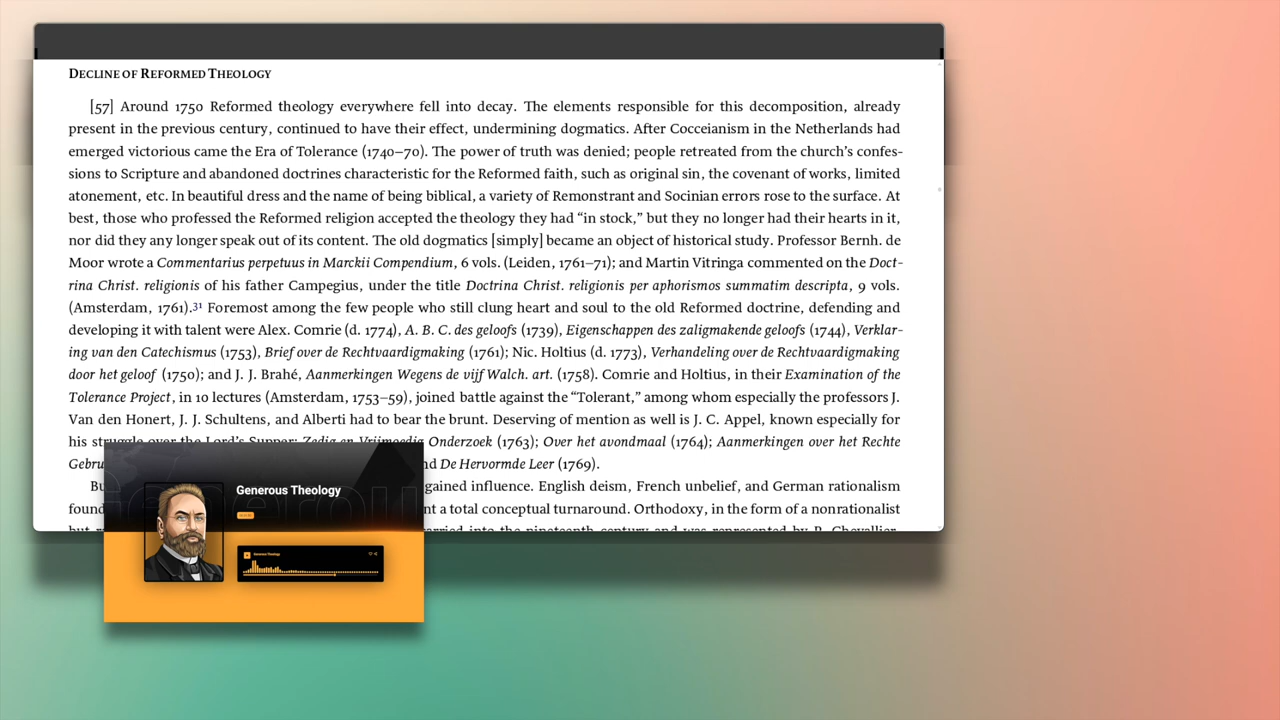 DECLINE OF REFORMED THEOLOGY
[57] Around 1750 Reformed theology everywhere fell into decay. The elements responsible for this decomposition, already
present in the previous century, continued to have their effect, undermining dogmatics. After Cocceianism in the Netherlands had
emerged victorious came the Era of Tolerance (1740–70). The power of truth was denied; people retreated from the church’s confes-
sions to Scripture and abandoned doctrines characteristic for the Reformed faith, such as original sin, the covenant of works, limited
atonement, etc. In beautiful dress and the name of being biblical, a variety of Remonstrant and Socinian errors rose to the surface. At
best, those who professed the Reformed religion accepted the theology they had “in stock,” but they no longer had their hearts in it,
nor did they any longer speak out of its content. The old dogmatics [simply] became an object of historical study. Professor Bernh. de
Moor wrote a Commentarius perpetuus in Marckii Compendium, 6 vols. (Leiden, 1761–71); and Martin Vitringa commented on the Doct-
rina Christ. religionis of his father Campegius, under the title Doctrina Christ. religionis per aphorismos summatim descripta, 9 vols.
(Amsterdam, 1761).31 Foremost among the few people who still clung heart and soul to the old Reformed doctrine, defending and
developing it with talent were Alex. Comrie (d. 1774), A. B. C. des geloofs (1739), Eigenschappen des zaligmakende geloofs (1744), Verklar-
ing van den Catechismus (1753), Brief over de Rechtvaardigmaking (1761); Nic. Holtius (d. 1773), Verhandeling over de Rechtvaardigmaking
door het geloof (1750); and J. J. Brahé, Aanmerkingen Wegens de vijf Walch. art. (1758). Comrie and Holtius, in their Examination of the
Tolerance Project, in 10 lectures (Amsterdam, 1753–59), joined battle against the “Tolerant,” among whom especially the professors J.
Van den Honert, J. J. Schultens, and Alberti had to bear the brunt. Deserving of mention as well is J. C. Appel, known especially for
his struggle over the Lord’s Supper: Zedig en Vrijmoedig Onderzoek (1763); Over het avondmaal (1764); Aanmerkingen over het Rechte
Gebru nd De Hervormde Leer (1769).
Bu gained influence. English deism, French unbelief, and German rationalism
found nt a total conceptual turnaround. Orthodoxy, in the form of a nonrationalist
Generous Theology
Generous Theology